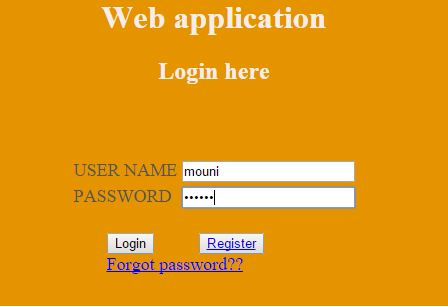 Web application
Login here
USER NAME mouni
PASSWORD ••••••
Login Register
Forgot password??